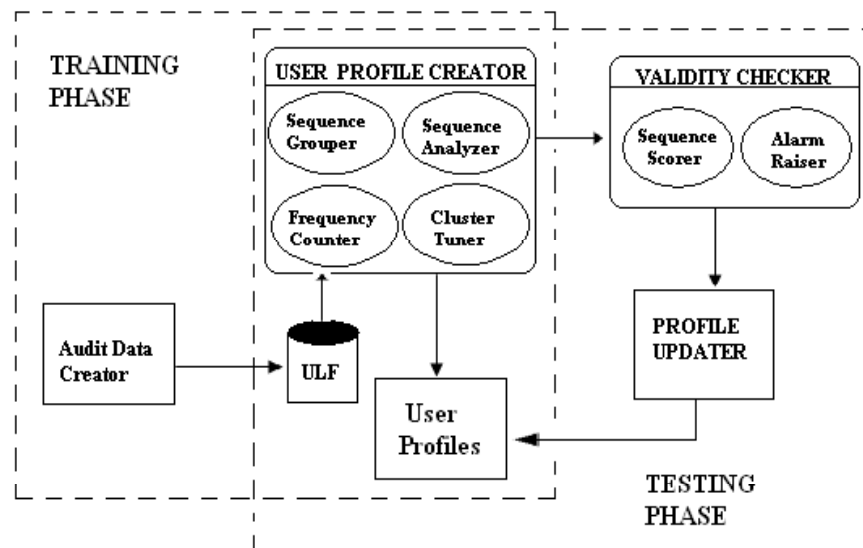 TRAINING
PHASE
USER PROFILE CREATOR
Sequence
Grouper
Sequence
Analyzer
Frequency
Counter
Cluster
Tuner
VALIDITY CHECKER
Sequence
Scorer
Alarm
Raiser
Audit Data
Creator
ULF
User
Profiles
PROFILE
UPDATER
TESTING
PHASE